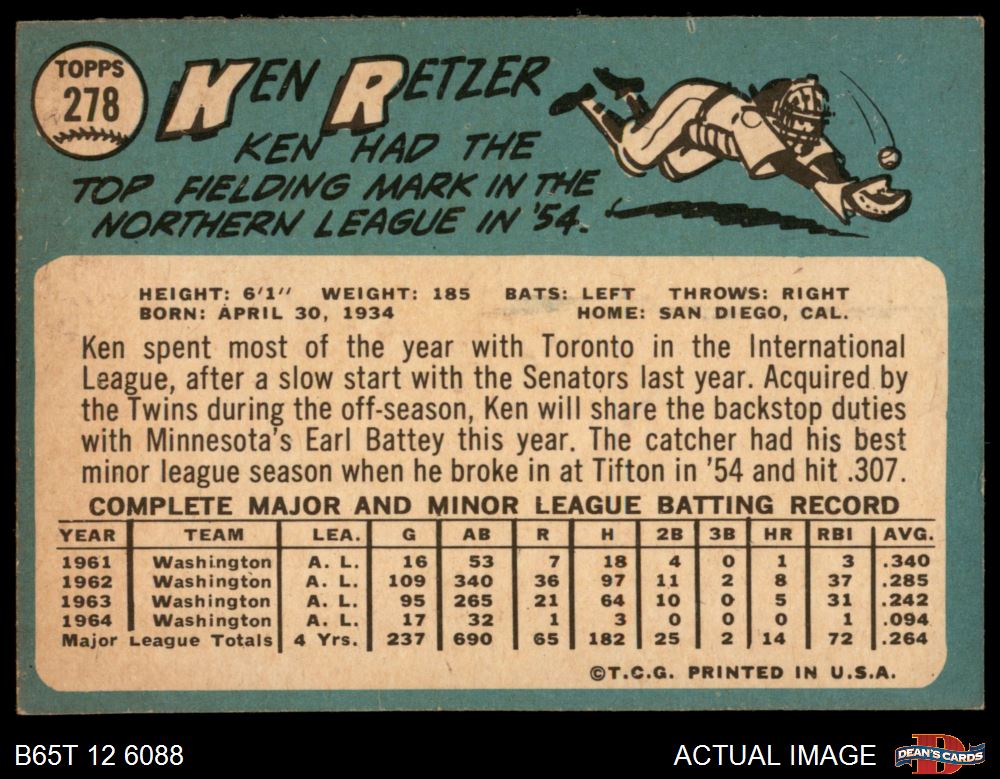 TOPPS
278
KEN RETZER
KEN HAD THE
TOP FIELDING MARK IN THE
NORTHERN LEAGUE IN '54.
HEIGHT: 6'1" WEIGHT: 185 BATS: LEFT THROWS: RIGHT
BORN: APRIL 30, 1934 HOME: SAN DIEGO, CAL.
Ken spent most of the year with Toronto in the International
League, after a slow start with the Senators last year. Acquired by
the Twins during the off-season, Ken will share the backstop duties
with Minnesota's Earl Battey this year. The catcher had his best
minor league season when he broke in at Tifton in '54 and hit .307.
COMPLETE MAJOR AND MINOR LEAGUE BATTING RECORD
YEAR TEAM LEA. G AB R H 2B 3B HR RBI AVG.
1961 Washington A. L. 16 53 7 18 4 0 1 3 .340
1962 Washington A. L. 109 340 36 97 11 2 8 37 .285
1963 Washington A. L. 95 265 21 64 10 0 5 31 .242
1964 Washington A. L. 17 32 1 3 0 0 0 1 .094
Major League Totals 4 Yrs. 237 690 65 182 25 2 14 72 .264
©T.C.G. PRINTED IN U.S.A.
B65T 12 6088 ACTUAL IMAGE DEAN'S CARDS